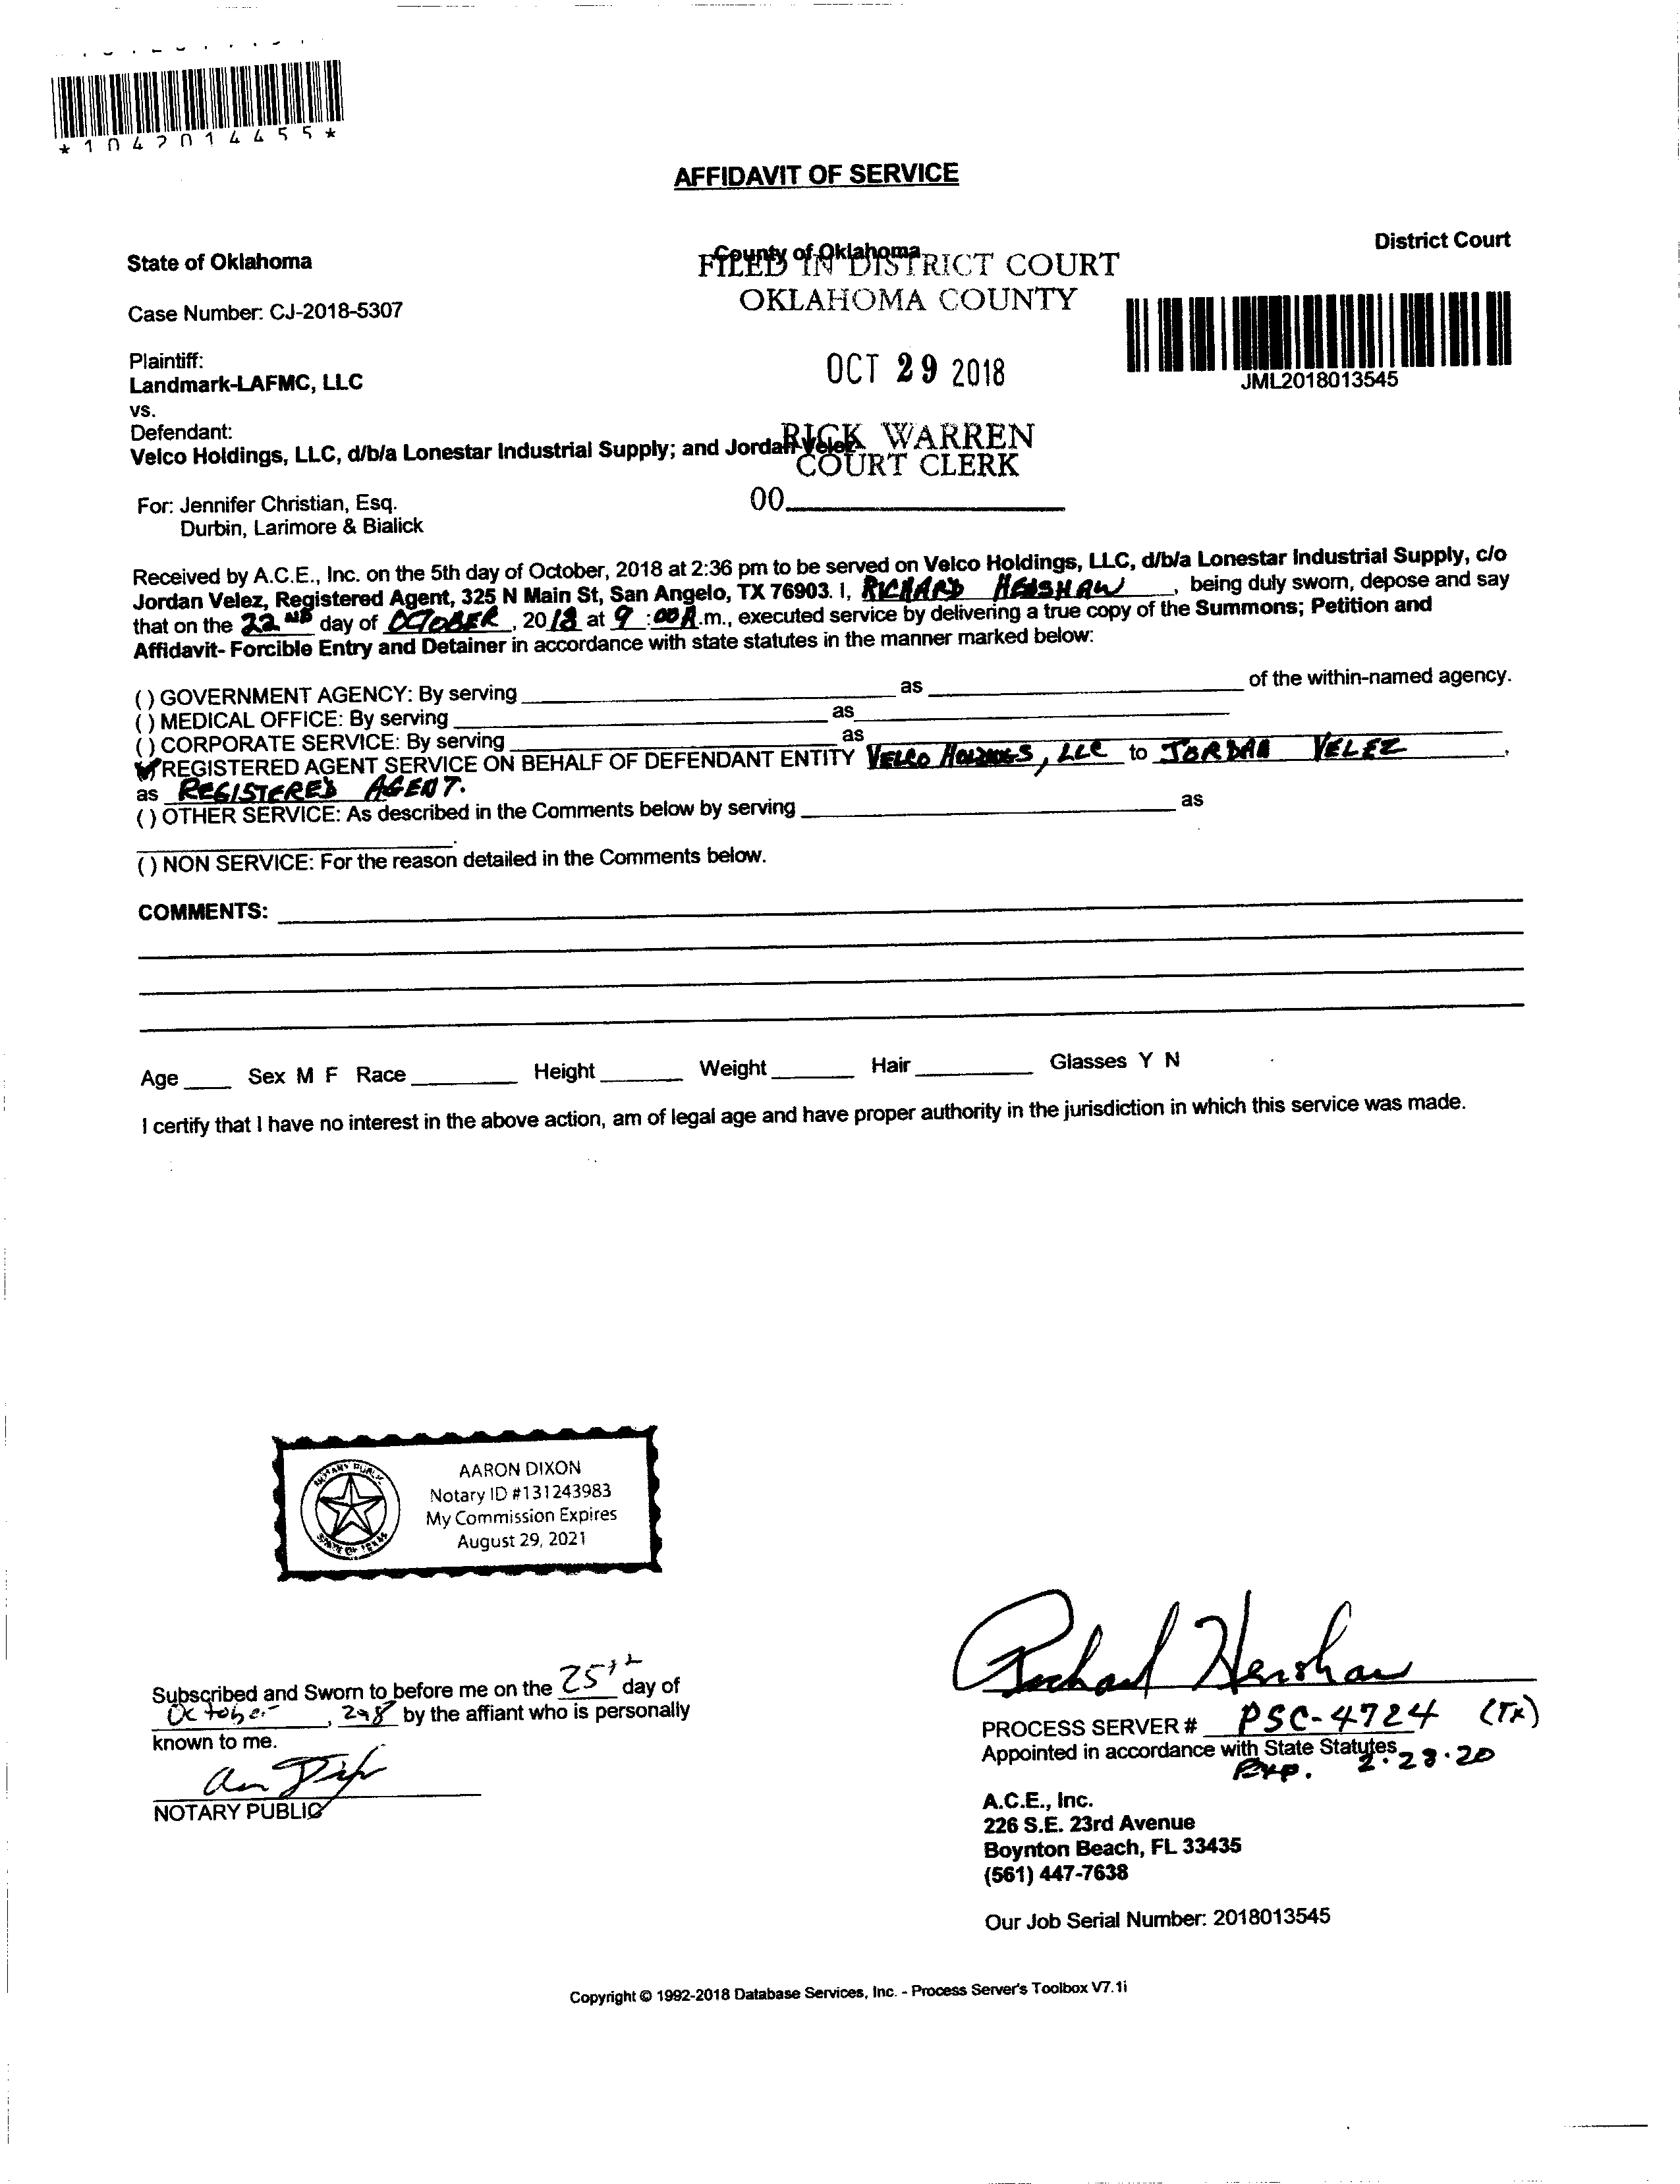 *1042014455*
AFFIDAVIT OF SERVICE
State of Oklahoma
County of Oklahoma
District Court
FILED IN DISTRICT COURT
OKLAHOMA COUNTY
Case Number: CJ-2018-5307
OCT 29 2018
JML2018013545
Plaintiff:
Landmark-LAFMC, LLC
vs.
Defendant:
Velco Holdings, LLC, d/b/a Lonestar Industrial Supply; and Jordan Velez
RICK WARREN
COURT CLERK
00
For: Jennifer Christian, Esq.
Durbin, Larimore & Bialick
Received by A.C.E., Inc. on the 5th day of October, 2018 at 2:36 pm to be served on Velco Holdings, LLC, d/b/a Lonestar Industrial Supply, c/o
Jordan Velez, Registered Agent, 325 N Main St, San Angelo, TX 76903. I, RICHARD HENSHAW, being duly sworn, depose and say
that on the 22ND day of OCTOBER, 2018 at 9:00A.m., executed service by delivering a true copy of the Summons; Petition and
Affidavit- Forcible Entry and Detainer in accordance with state statutes in the manner marked below:
( ) GOVERNMENT AGENCY: By serving as of the within-named agency.
( ) MEDICAL OFFICE: By serving as
( ) CORPORATE SERVICE: By serving as
(✓) REGISTERED AGENT SERVICE ON BEHALF OF DEFENDANT ENTITY VELCO HOLDINGS, LLC to JORDAN VELEZ,
as REGISTERED AGENT.
( ) OTHER SERVICE: As described in the Comments below by serving as
.
( ) NON SERVICE: For the reason detailed in the Comments below.
COMMENTS:
Age Sex M F Race Height Weight Hair Glasses Y N
I certify that I have no interest in the above action, am of legal age and have proper authority in the jurisdiction in which this service was made.
NOTARY PUBLIC
STATE OF TEXAS
AARON DIXON
Notary ID #131243983
My Commission Expires
August 29, 2021
Subscribed and Sworn to before me on the 25th day of
October, 2018 by the affiant who is personally
known to me.
NOTARY PUBLIC
Richard Henshaw
PROCESS SERVER # PSC-4724 (TX)
Appointed in accordance with State Statutes
Exp. 2.28.20
A.C.E., Inc.
226 S.E. 23rd Avenue
Boynton Beach, FL 33435
(561) 447-7638
Our Job Serial Number: 2018013545
Copyright © 1992-2018 Database Services, Inc. - Process Server's Toolbox V7.1i